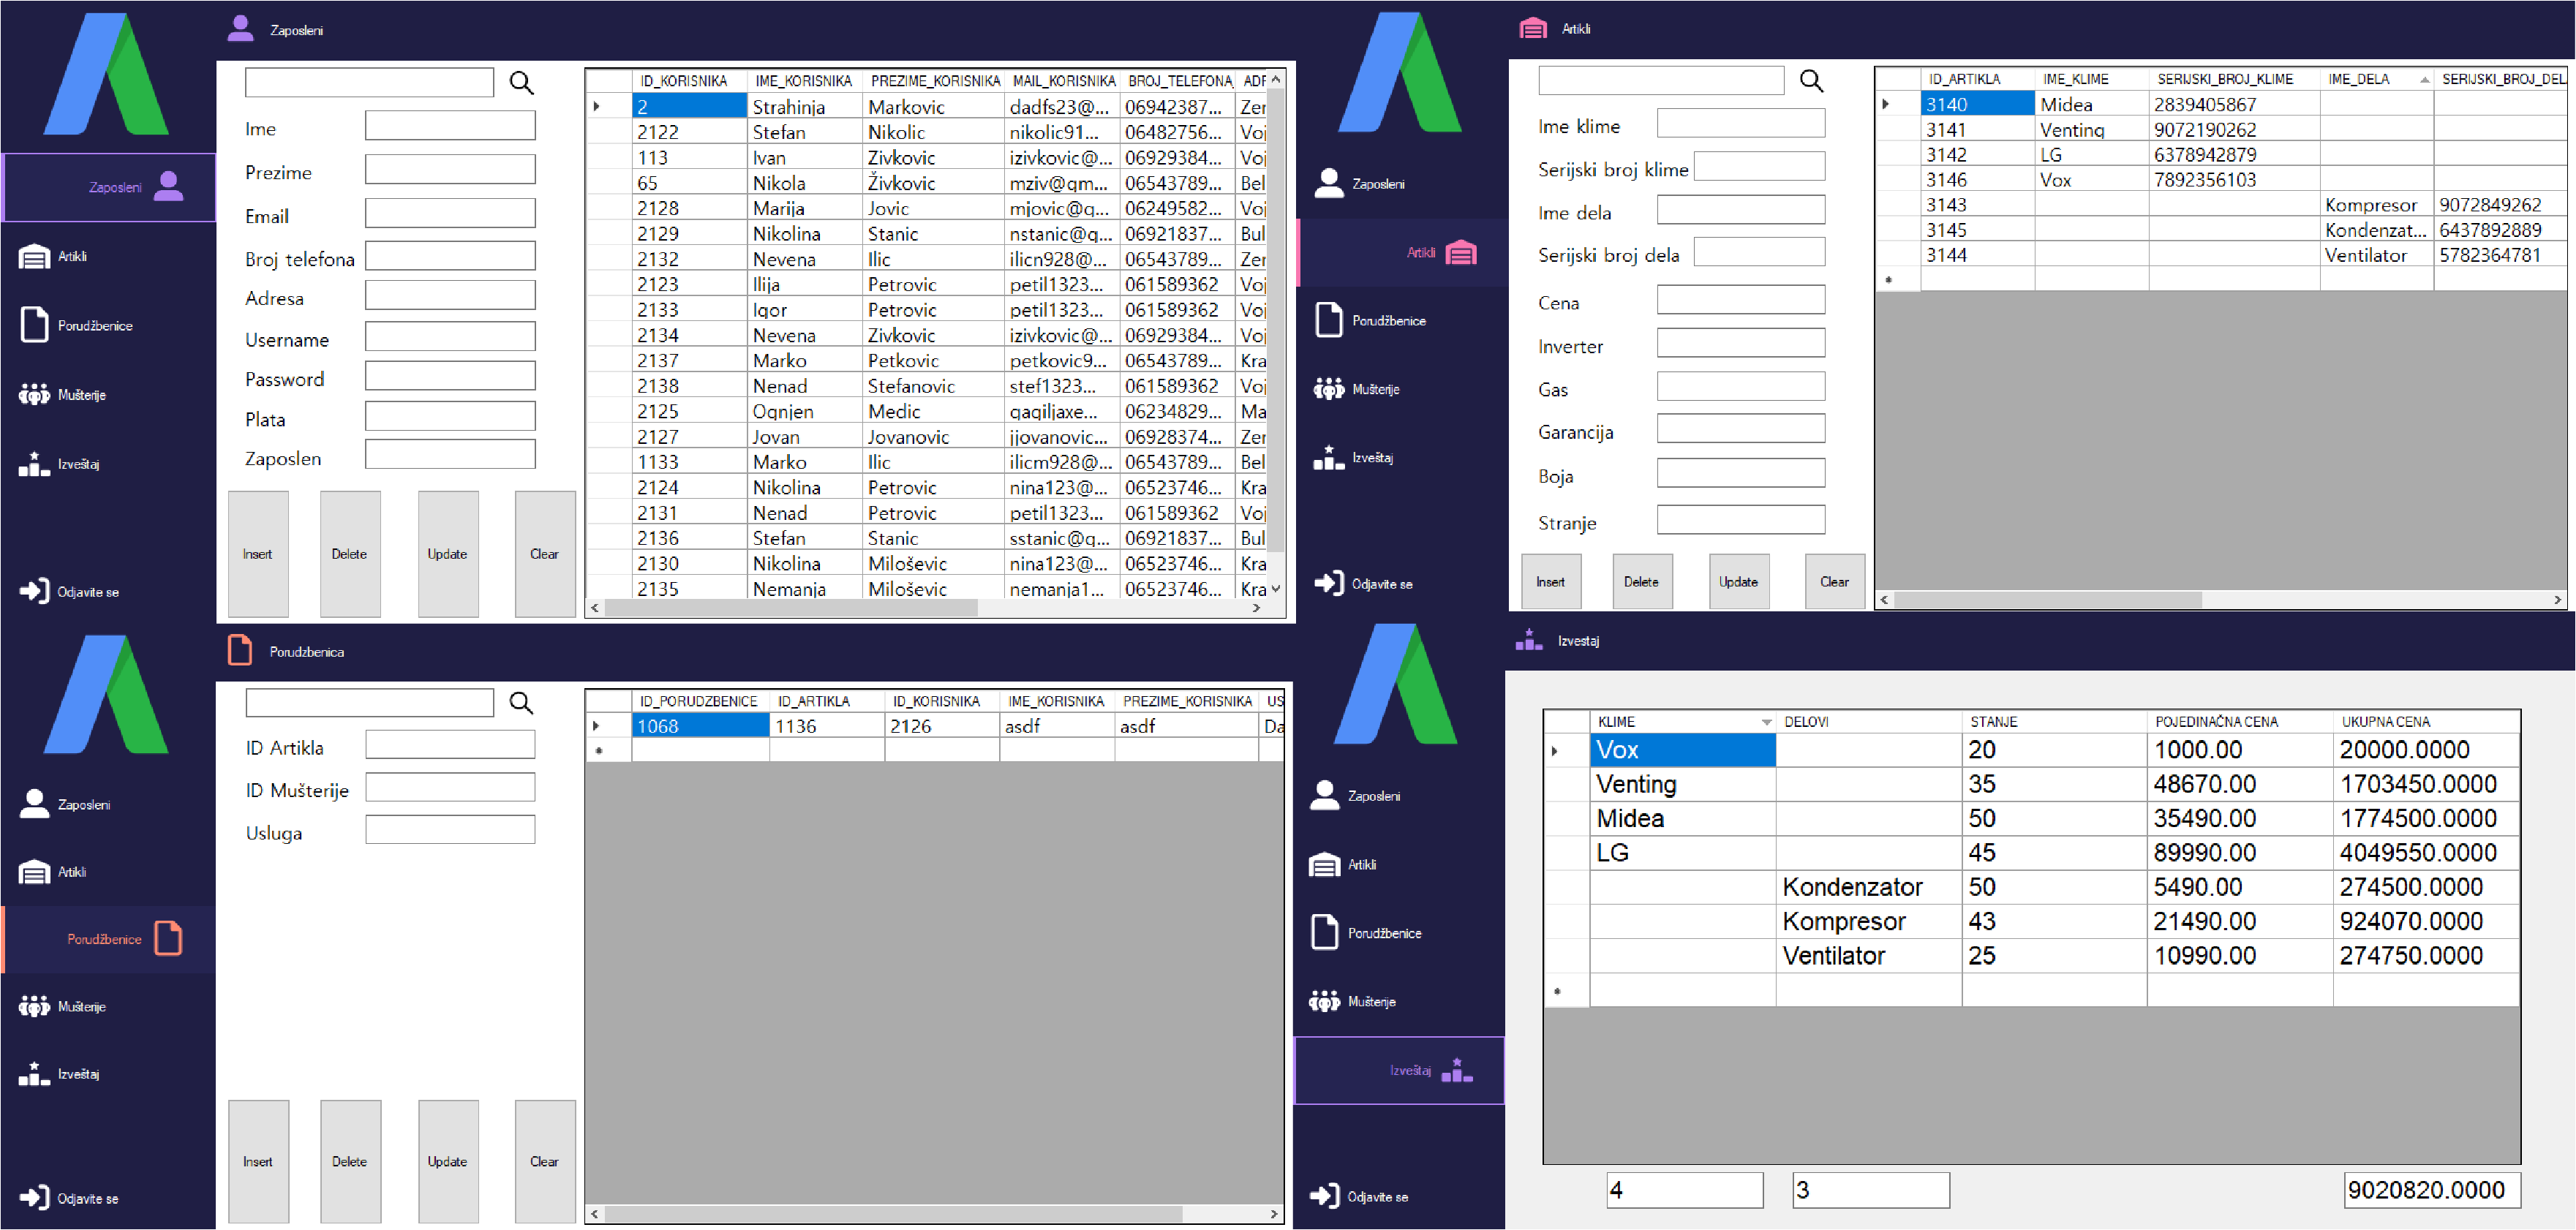 Zaposleni
Zaposleni
Artikli
Porudžbenice
Mušterije
Izveštaj
Odjavite se
Ime
Prezime
Email
Broj telefona
Adresa
Username
Password
Plata
Zaposlen
Insert Delete Update Clear
ID_KORISNIKA IME_KORISNIKA PREZIME_KORISNIKA MAIL_KORISNIKA BROJ_TELEFONA ADF
2 Strahinja Markovic dadfs23@... 06942387... Zer
2122 Stefan Nikolic nikolic91... 06482756... Voj
113 Ivan Zivkovic izivkovic@... 06929384... Voj
65 Nikola Živkovic mziv@gm... 06543789... Bel
2128 Marija Jovic mjovic@g... 06249582... Voj
2129 Nikolina Stanic nstanic@g... 06921837... Bul
2132 Nevena Ilic ilicn928@... 06529384... Zer
2123 Ilija Petrovic petil1323... 061589362 Voj
2133 Igor Petrovic petil1323... 061589362 Voj
2134 Nevena Zivkovic izivkovic@... 06929384... Voj
2137 Marko Petkovic petkovic9... 06543789... Kra
2138 Nenad Stefanovic stef1323... 061589362 Voj
2125 Ognjen Medic gagiljaxe... 06234829... Ma
2127 Jovan Jovanovic jjovanovic... 06928374... Zer
1133 Marko Ilic ilicm928@... 06543789... Bel
2124 Nikolina Petrovic nina123@... 06523746... Kra
2131 Nenad Petrovic petil1323... 061589362 Voj
2136 Stefan Stanic sstanic@g... 06921837... Bul
2130 Nikolina Miloševic nina123@... 06523746... Kra
2135 Nemanja Miloševic nemanja1... 06523746... Kra
Artikli
Zaposleni
Artikli
Porudžbenice
Mušterije
Izveštaj
Odjavite se
Ime klime
Serijski broj klime
Ime dela
Serijski broj dela
Cena
Inverter
Gas
Garancija
Boja
Stranje
Insert Delete Update Clear
ID_ARTIKLA IME_KLIME SERIJSKI_BROJ_KLIME IME_DELA SERIJSKI_BROJ_DEL
3140 Midea 2839405867
3141 Venting 9072190262
3142 LG 6378942879
3146 Vox 7892356103
3143 Kompresor 9072849262
3145 Kondenzat... 6437892889
3144 Ventilator 5782364781
Porudzbenica
Zaposleni
Artikli
Porudžbenice
Mušterije
Izveštaj
Odjavite se
ID Artikla
ID Mušterije
Usluga
Insert Delete Update Clear
ID_PORUDZBENICE ID_ARTIKLA ID_KORISNIKA IME_KORISNIKA PREZIME_KORISNIKA US
1068 1136 2126 asdf asdf Da
Izvestaj
Zaposleni
Artikli
Porudžbenice
Mušterije
Izveštaj
Odjavite se
KLIME DELOVI STANJE POJEDINAČNA CENA UKUPNA CENA
Vox 20 1000.00 20000.0000
Venting 35 48670.00 1703450.0000
Midea 50 35490.00 1774500.0000
LG 45 89990.00 4049550.0000
Kondenzator 50 5490.00 274500.0000
Kompresor 43 21490.00 924070.0000
Ventilator 25 10990.00 274750.0000
4 3 9020820.0000